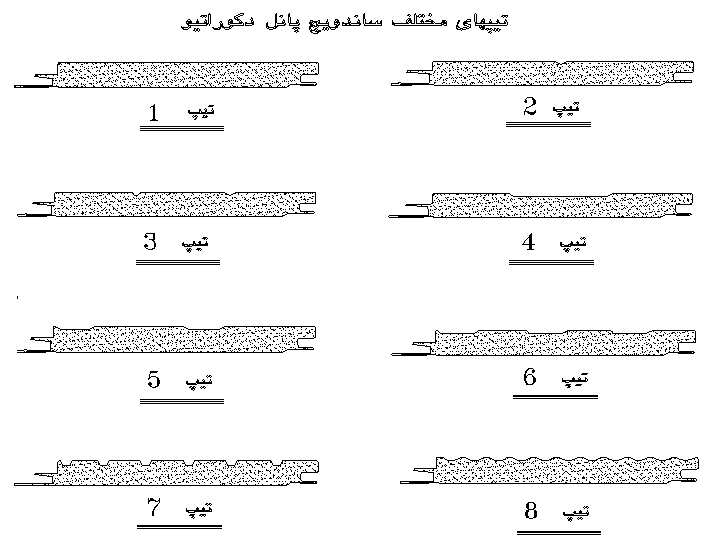 تیپهای مختلف ساندویچ پانل دکوراتیو
تیپ 1
تیپ 2
تیپ 3
تیپ 4
تیپ 5
تیپ 6
تیپ 7
تیپ 8